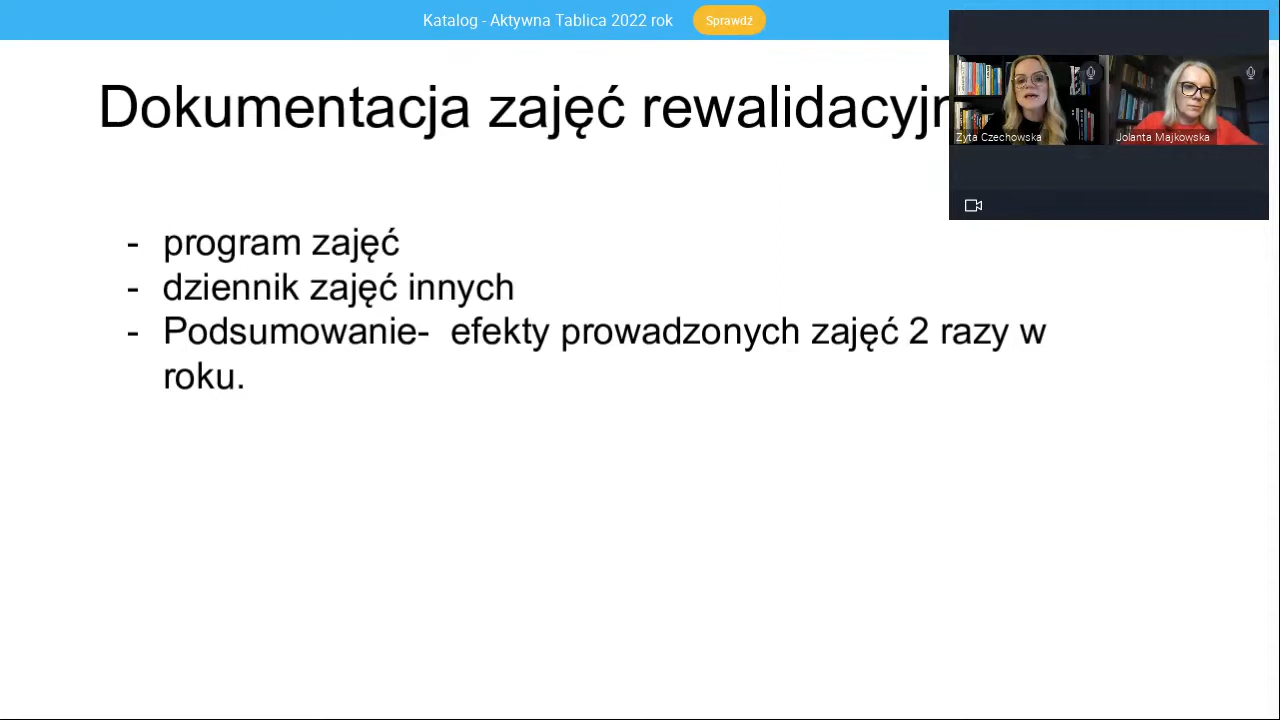 Katalog - Aktywna Tablica 2022 rok Sprawdź
Dokumentacja zajęć
Zyta Czechowska Jolanta Majkowska
- program zajęć
- dziennik zajęć innych
- Podsumowanie- efekty prowadzonych zajęć 2 razy w
roku.